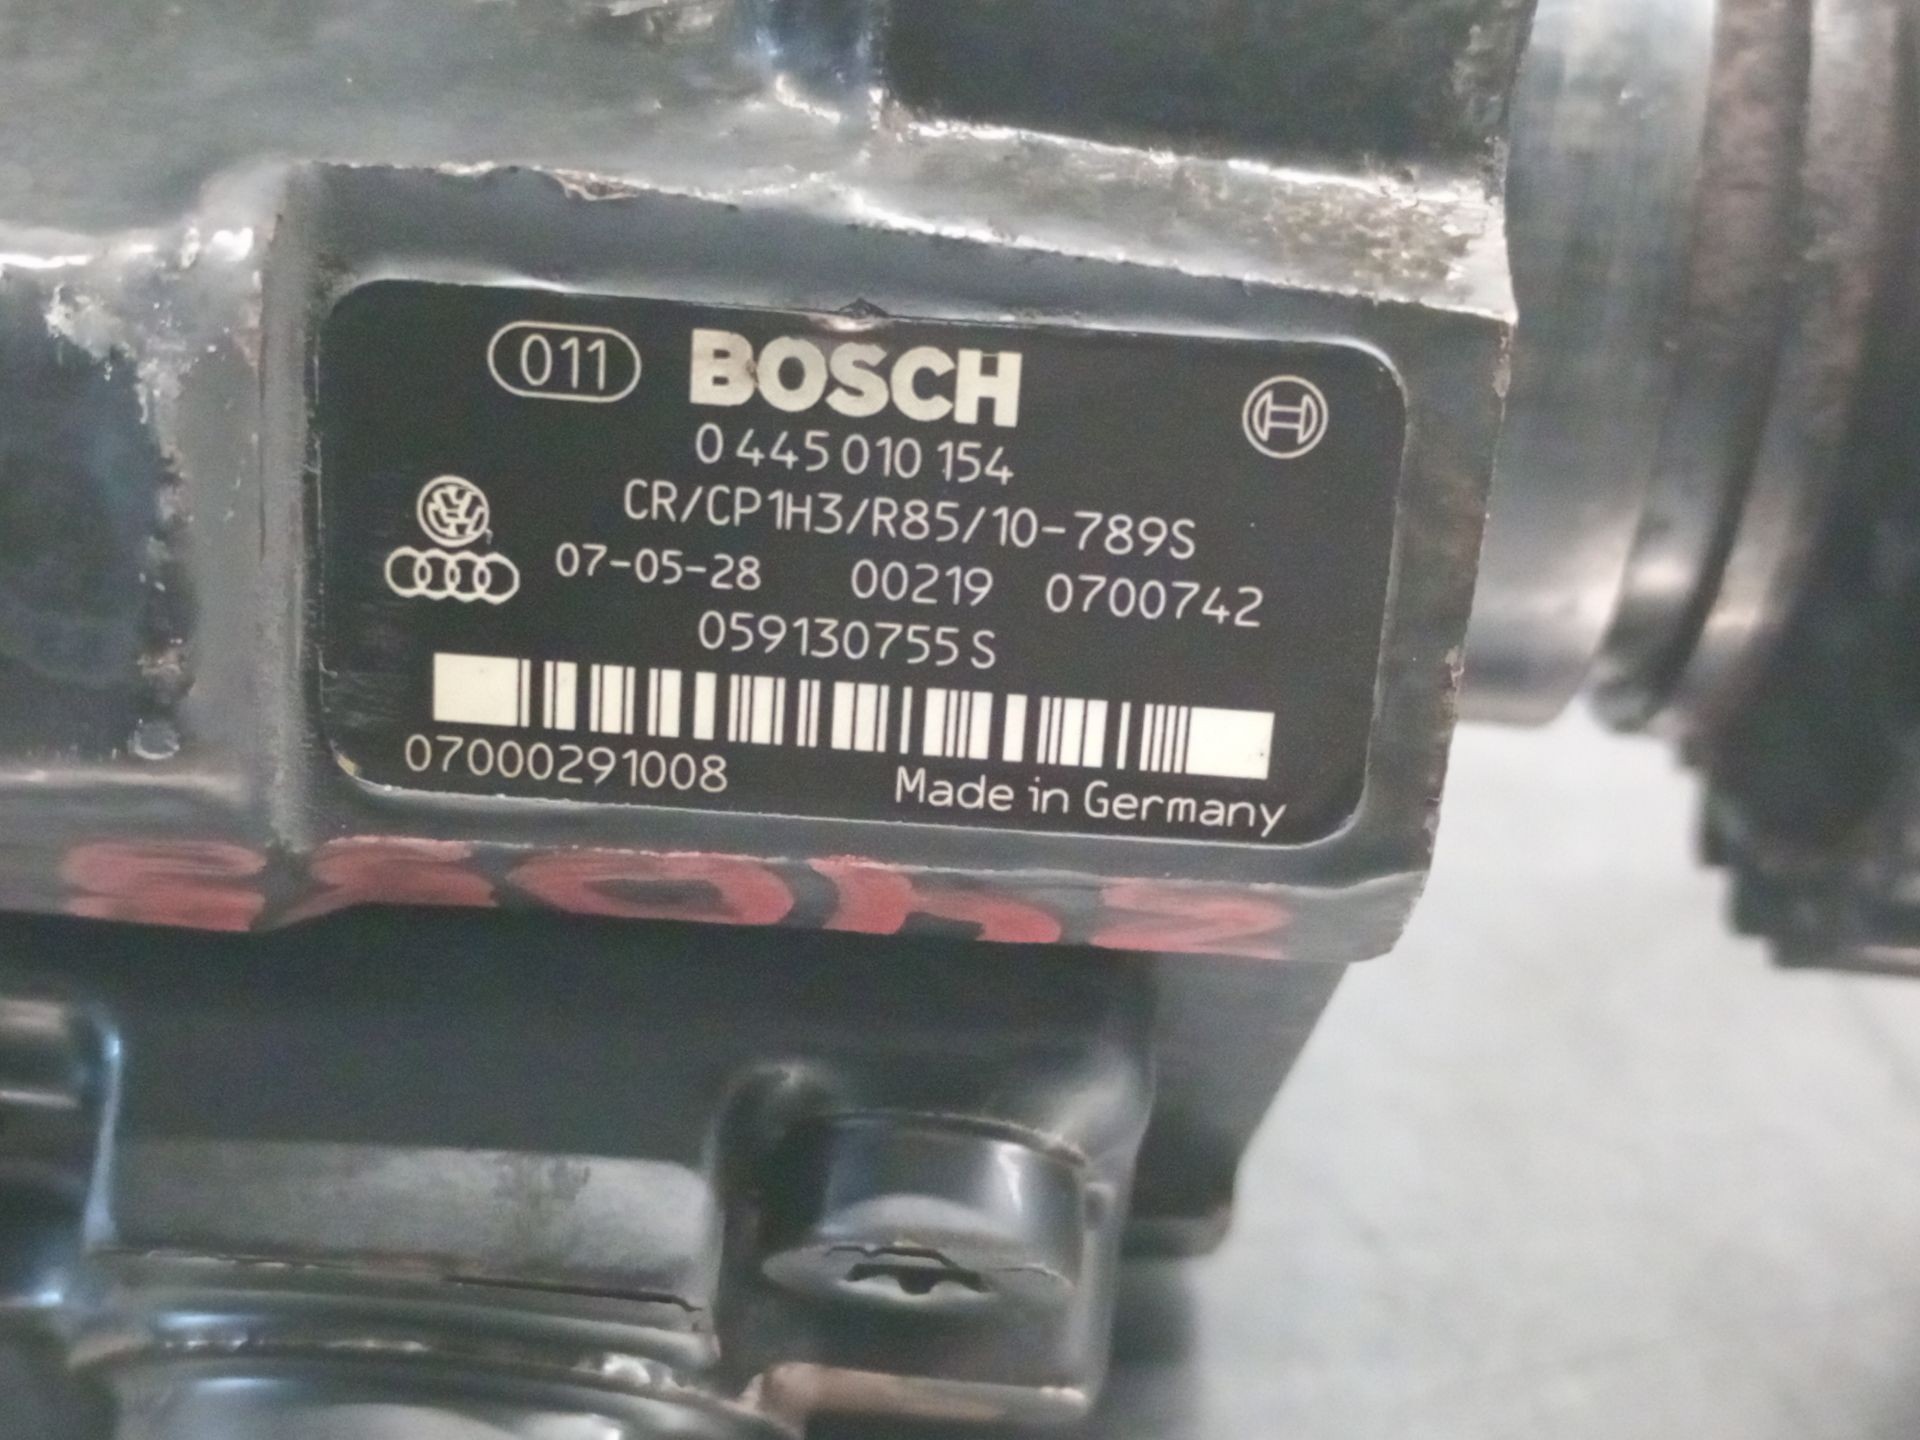 011 BOSCH
0 445 010 154
CR/CP1H3/R85/10-789S
07-05-28 00219 0700742
059130755 S
07000291008 Made in Germany